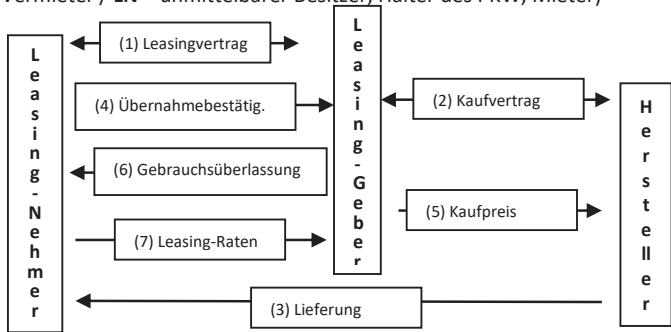 Vermieter / LN – unmittelbarer Besitzer, Halter des PKW, Mieter)
(1) Leasingvertrag
(4) Übernahmebestätig.
(2) Kaufvertrag
(6) Gebrauchsüberlassung
(5) Kaufpreis
(7) Leasing-Raten
(3) Lieferung
Leasing-Nehmer
Leasing-Geber
Hersteller